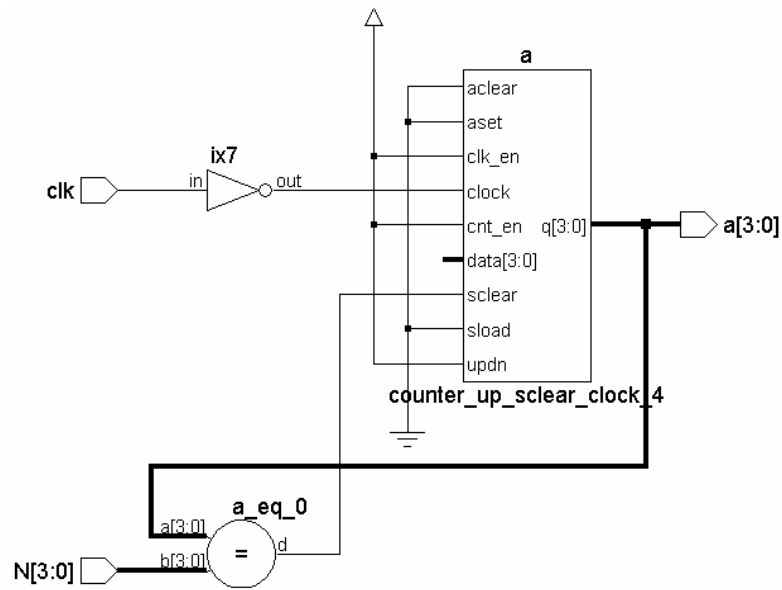 a
aclear
aset
clk_en
ix7
in
out
clk
clock
cnt_en
q[3:0]
a[3:0]
data[3:0]
sclear
sload
updn
counter_up_sclear_clock_4
a_eq_0
a[3:0]
=
d
b[3:0]
N[3:0]